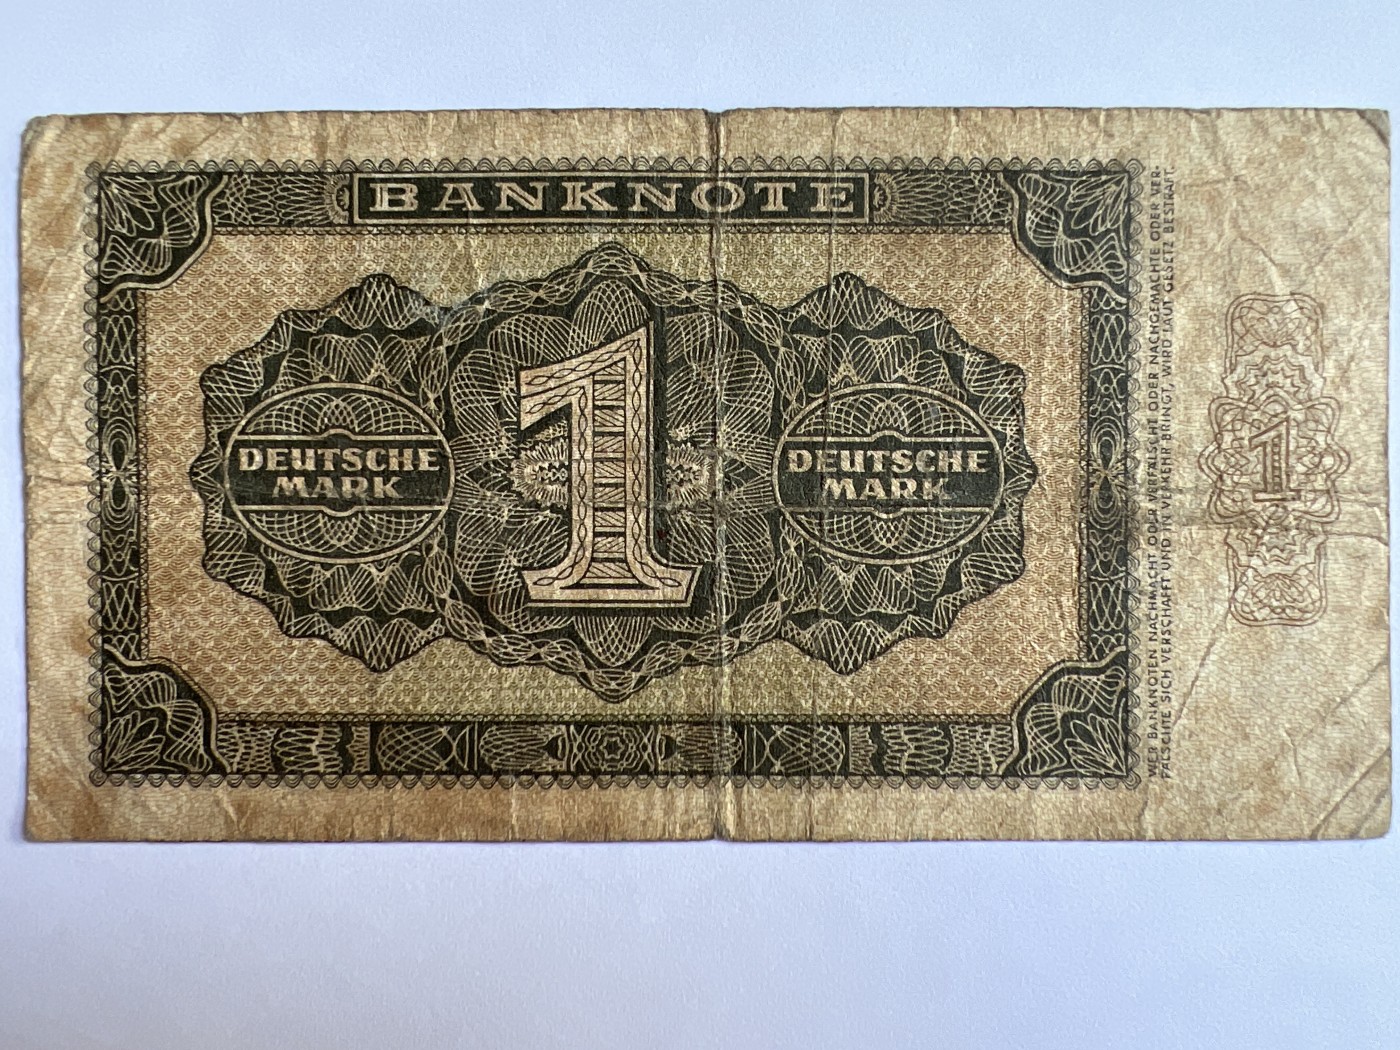 BANKNOTE
DEUTSCHE
MARK
1
DEUTSCHE
MARK
WER BANKNOTEN NACHMACHT ODER VERFÄLSCHT ODER NACHGEMACHTE ODER VER-
FÄLSCHTE SICH VERSCHAFFT UND IN VERKEHR BRINGT, WIRD LAUT GESETZ BESTRAFT.
1